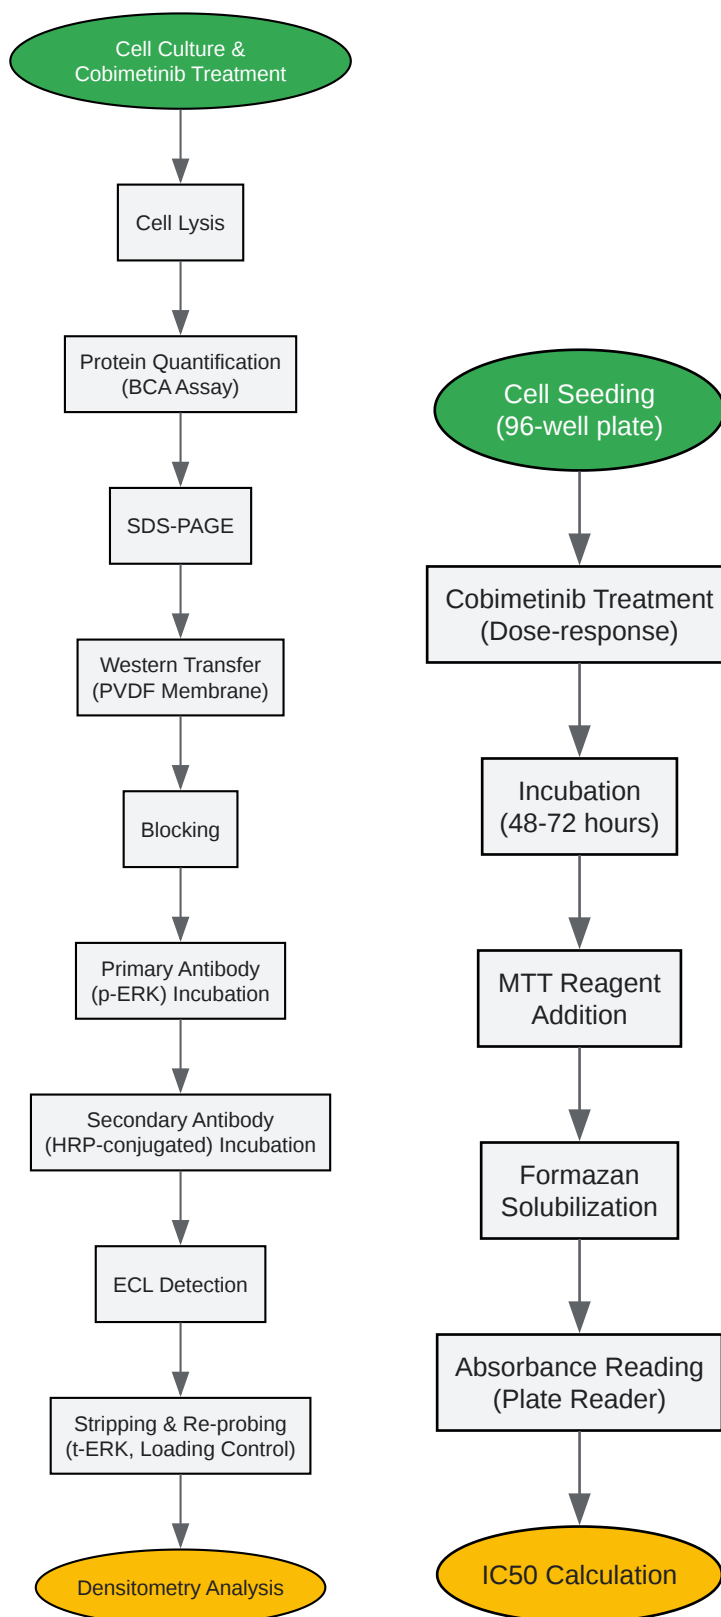 Cell Culture &
Cobimetinib Treatment
Cell Lysis
Protein Quantification
(BCA Assay)
SDS-PAGE
Western Transfer
(PVDF Membrane)
Blocking
Primary Antibody
(p-ERK) Incubation
Secondary Antibody
(HRP-conjugated) Incubation
ECL Detection
Stripping & Re-probing
(t-ERK, Loading Control)
Densitometry Analysis
Cell Seeding
(96-well plate)
Cobimetinib Treatment
(Dose-response)
Incubation
(48-72 hours)
MTT Reagent
Addition
Formazan
Solubilization
Absorbance Reading
(Plate Reader)
IC50 Calculation